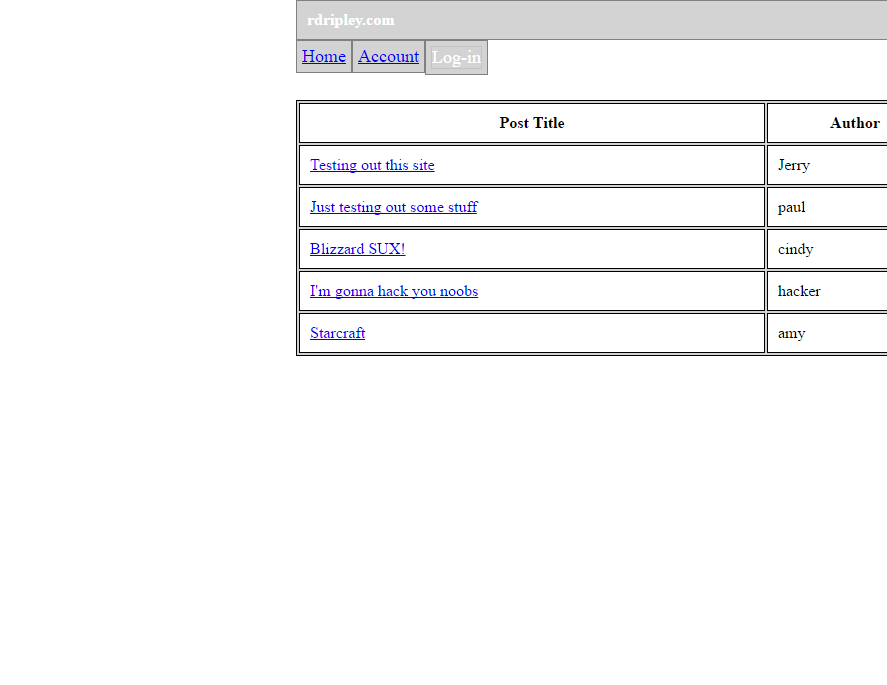 rdripley.com
Home Account Log-in
Post Title Author
Testing out this site Jerry
Just testing out some stuff paul
Blizzard SUX! cindy
I'm gonna hack you noobs hacker
Starcraft amy